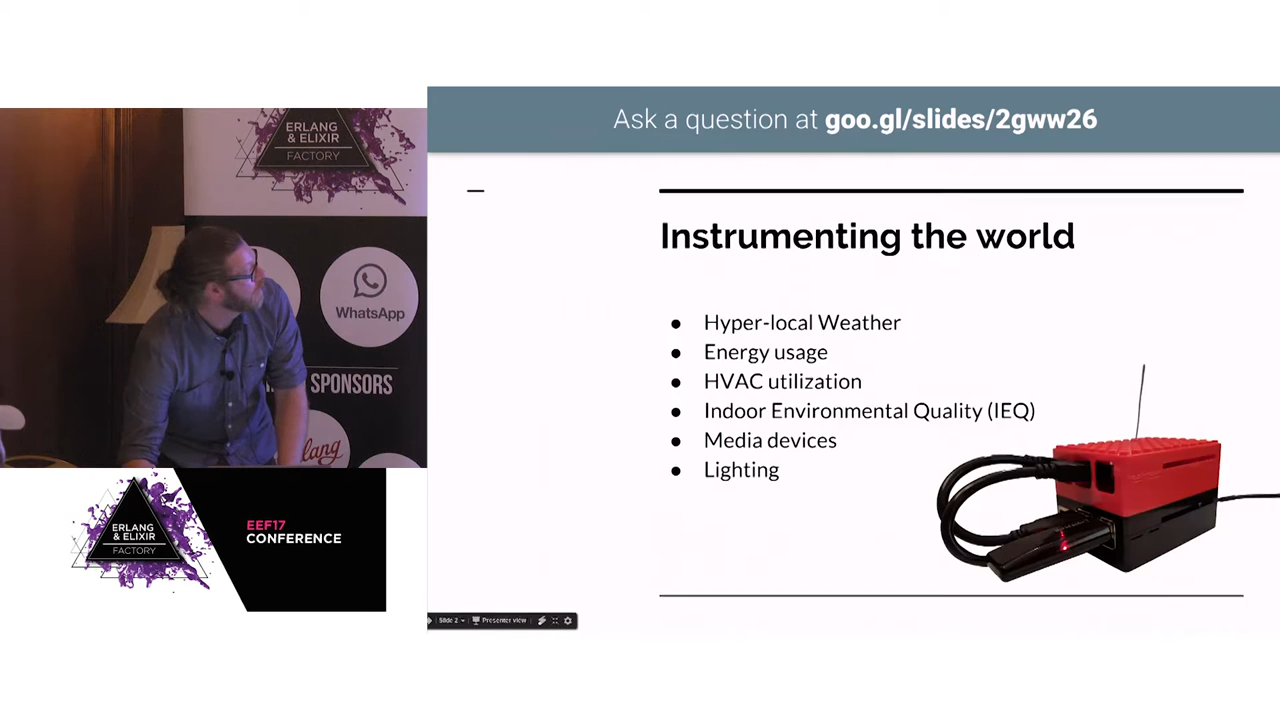 Ask a question at goo.gl/slides/2gww26
ERLANG
& ELIXIR
FACTORY
WhatsApp
SPONSORS
lang
ERLANG
& ELIXIR
FACTORY
EEF17
CONFERENCE
Instrumenting the world
● Hyper-local Weather
● Energy usage
● HVAC utilization
● Indoor Environmental Quality (IEQ)
● Media devices
● Lighting
Slide 2
Presenter view